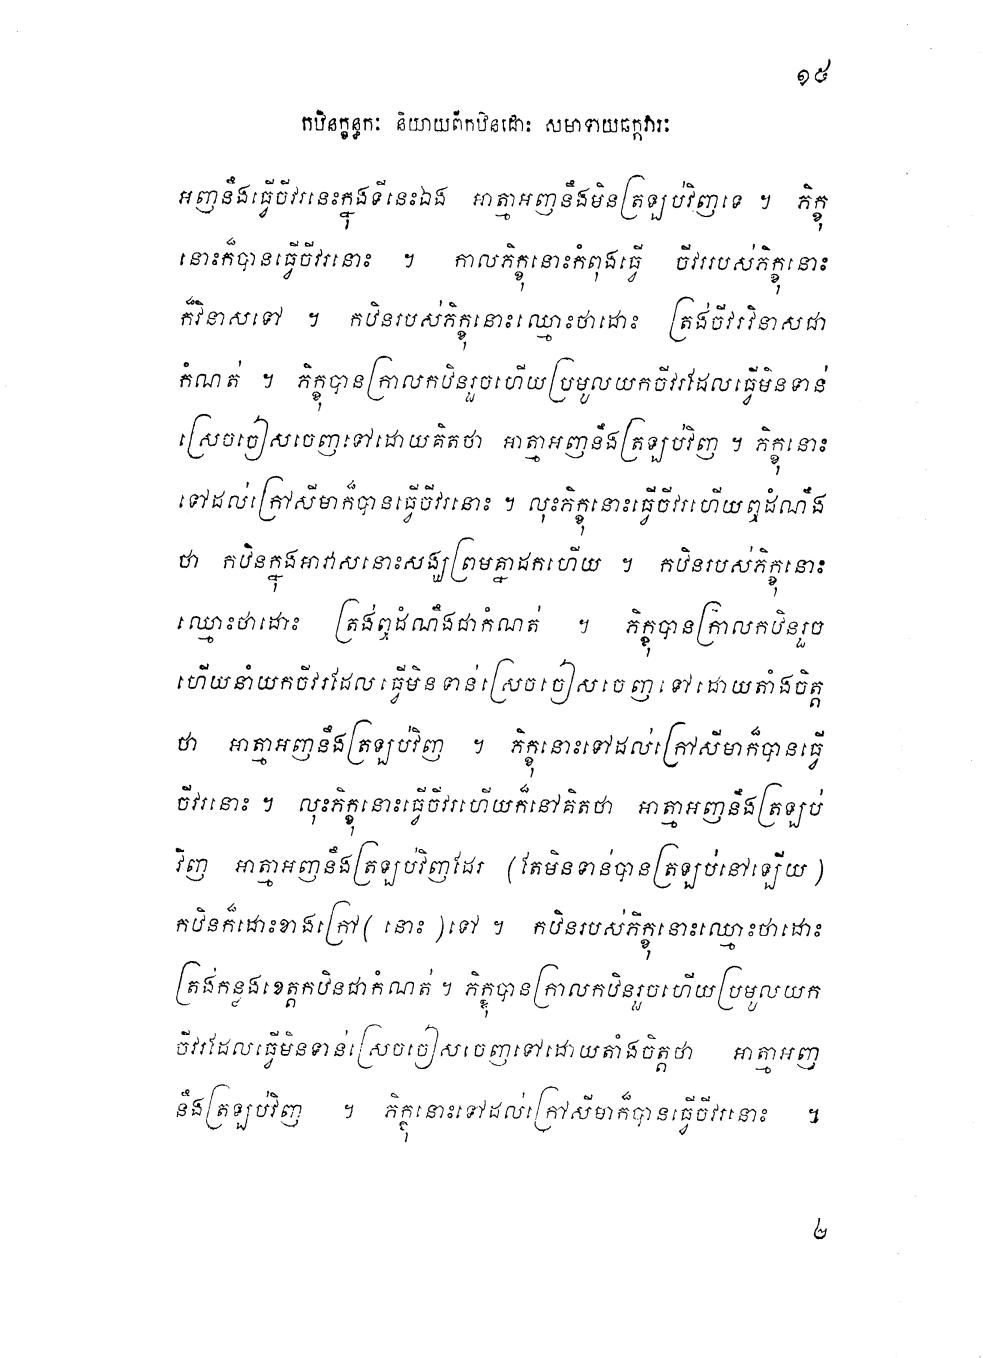 ១៥
កឋិនក្ខន្ធកៈ និយាយពីកឋិនដោះ សមាទាយឆក្កវារៈ
អញនឹងធ្វើចីវរនេះក្នុងទីនេះឯង អាត្មាអញនឹងមិនត្រឡប់វិញទេ ។ ភិក្ខុ
នោះក៏បានធ្វើចីវរនោះ ។ កាលភិក្ខុនោះកំពុងធ្វើ ចីវររបស់ភិក្ខុនោះ
ក៏វិនាសទៅ ។ កឋិនរបស់ភិក្ខុនោះឈ្មោះថាដោះ ត្រង់ចីវរវិនាសជា
កំណត់ ។ ភិក្ខុបានក្រាលកឋិនរួចហើយប្រមូលយកចីវរដែលធ្វើមិនទាន់
ស្រេចចៀសចេញទៅដោយគិតថា អាត្មាអញនឹងត្រឡប់វិញ ។ ភិក្ខុនោះ
ទៅដល់ក្រៅសីមាក៏បានធ្វើចីវរនោះ ។ លុះភិក្ខុនោះធ្វើចីវរហើយឮដំណឹង
ថា កឋិនក្នុងអាវាសនោះសង្ឃព្រមគ្នាដកហើយ ។ កឋិនរបស់ភិក្ខុនោះ
ឈ្មោះថាដោះ ត្រង់ឮដំណឹងជាកំណត់ ។ ភិក្ខុបានក្រាលកឋិនរួច
ហើយនាំយកចីវរដែលធ្វើមិនទាន់ស្រេចចៀសចេញទៅដោយតាំងចិត្ត
ថា អាត្មាអញនឹងត្រឡប់វិញ ។ ភិក្ខុនោះទៅដល់ក្រៅសីមាក៏បានធ្វើ
ចីវរនោះ ។ លុះភិក្ខុនោះធ្វើចីវរហើយក៏នៅគិតថា អាត្មាអញនឹងត្រឡប់
វិញ អាត្មាអញនឹងត្រឡប់វិញដែរ (តែមិនទាន់បានត្រឡប់នៅឡើយ)
កឋិនក៏ដោះខាងក្រៅ( នោះ )ទៅ ។ កឋិនរបស់ភិក្ខុនោះឈ្មោះថាដោះ
ត្រង់កន្លងខេត្តកឋិនជាកំណត់ ។ ភិក្ខុបានក្រាលកឋិនរួចហើយប្រមូលយក
ចីវរដែលធ្វើមិនទាន់ស្រេចចៀសចេញទៅដោយតាំងចិត្តថា អាត្មាអញ
នឹងត្រឡប់វិញ ។ ភិក្ខុនោះទៅដល់ក្រៅសីមាក៏បានធ្វើចីវរនោះ ។
២